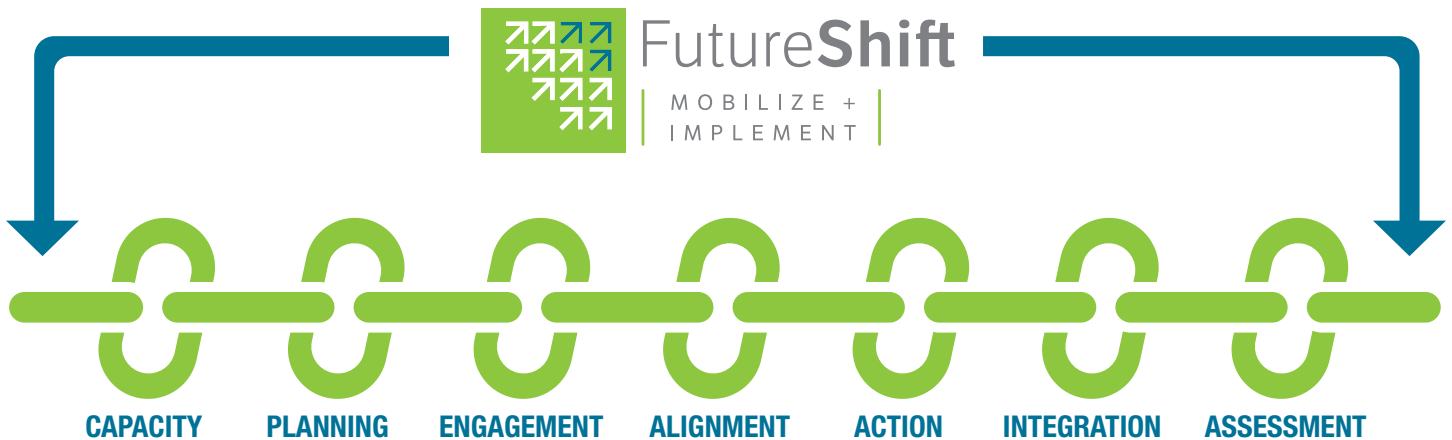 FutureShift
MOBILIZE +
IMPLEMENT
CAPACITY PLANNING ENGAGEMENT ALIGNMENT ACTION INTEGRATION ASSESSMENT